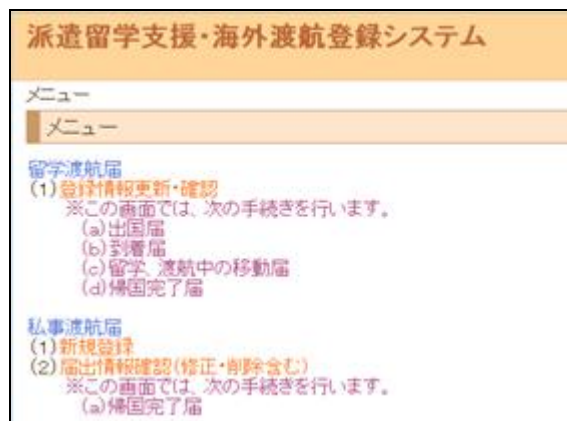 派遣留学支援・海外渡航登録システム
メニュー
メニュー
留学渡航届
(1)登録情報更新・確認
※この画面では、次の手続きを行います。
(a)出国届
(b)到着届
(c)留学、渡航中の移動届
(d)帰国完了届
私事渡航届
(1)新規登録
(2)届出情報確認(修正・削除含む)
※この画面では、次の手続きを行います。
(a)帰国完了届